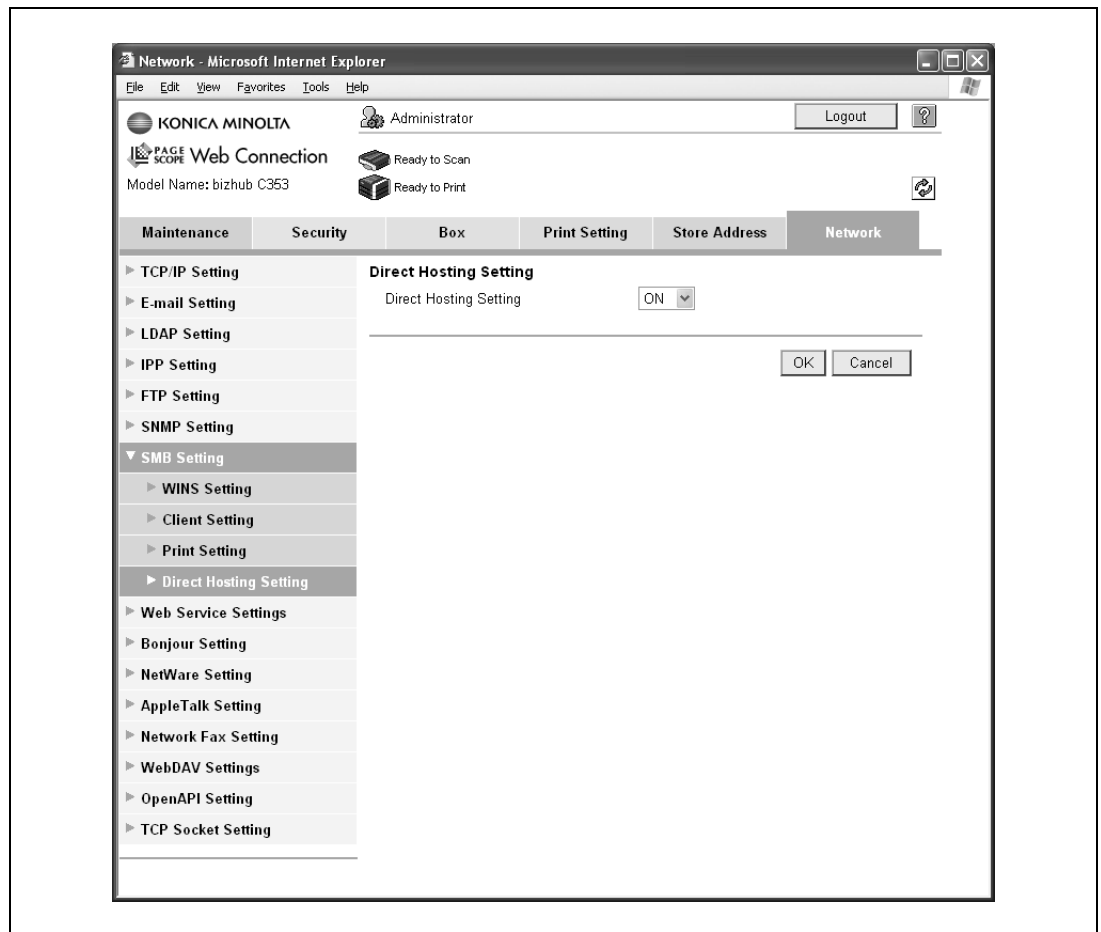 Network - Microsoft Internet Explorer
File Edit View Favorites Tools Help
KONICA MINOLTA
Administrator
Logout
?
PAGE SCOPE Web Connection
Ready to Scan
Model Name: bizhub C353
Ready to Print
Maintenance Security Box Print Setting Store Address Network
TCP/IP Setting
E-mail Setting
LDAP Setting
IPP Setting
FTP Setting
SNMP Setting
SMB Setting
WINS Setting
Client Setting
Print Setting
Direct Hosting Setting
Web Service Settings
Bonjour Setting
NetWare Setting
AppleTalk Setting
Network Fax Setting
WebDAV Settings
OpenAPI Setting
TCP Socket Setting
Direct Hosting Setting
Direct Hosting Setting ON
OK Cancel